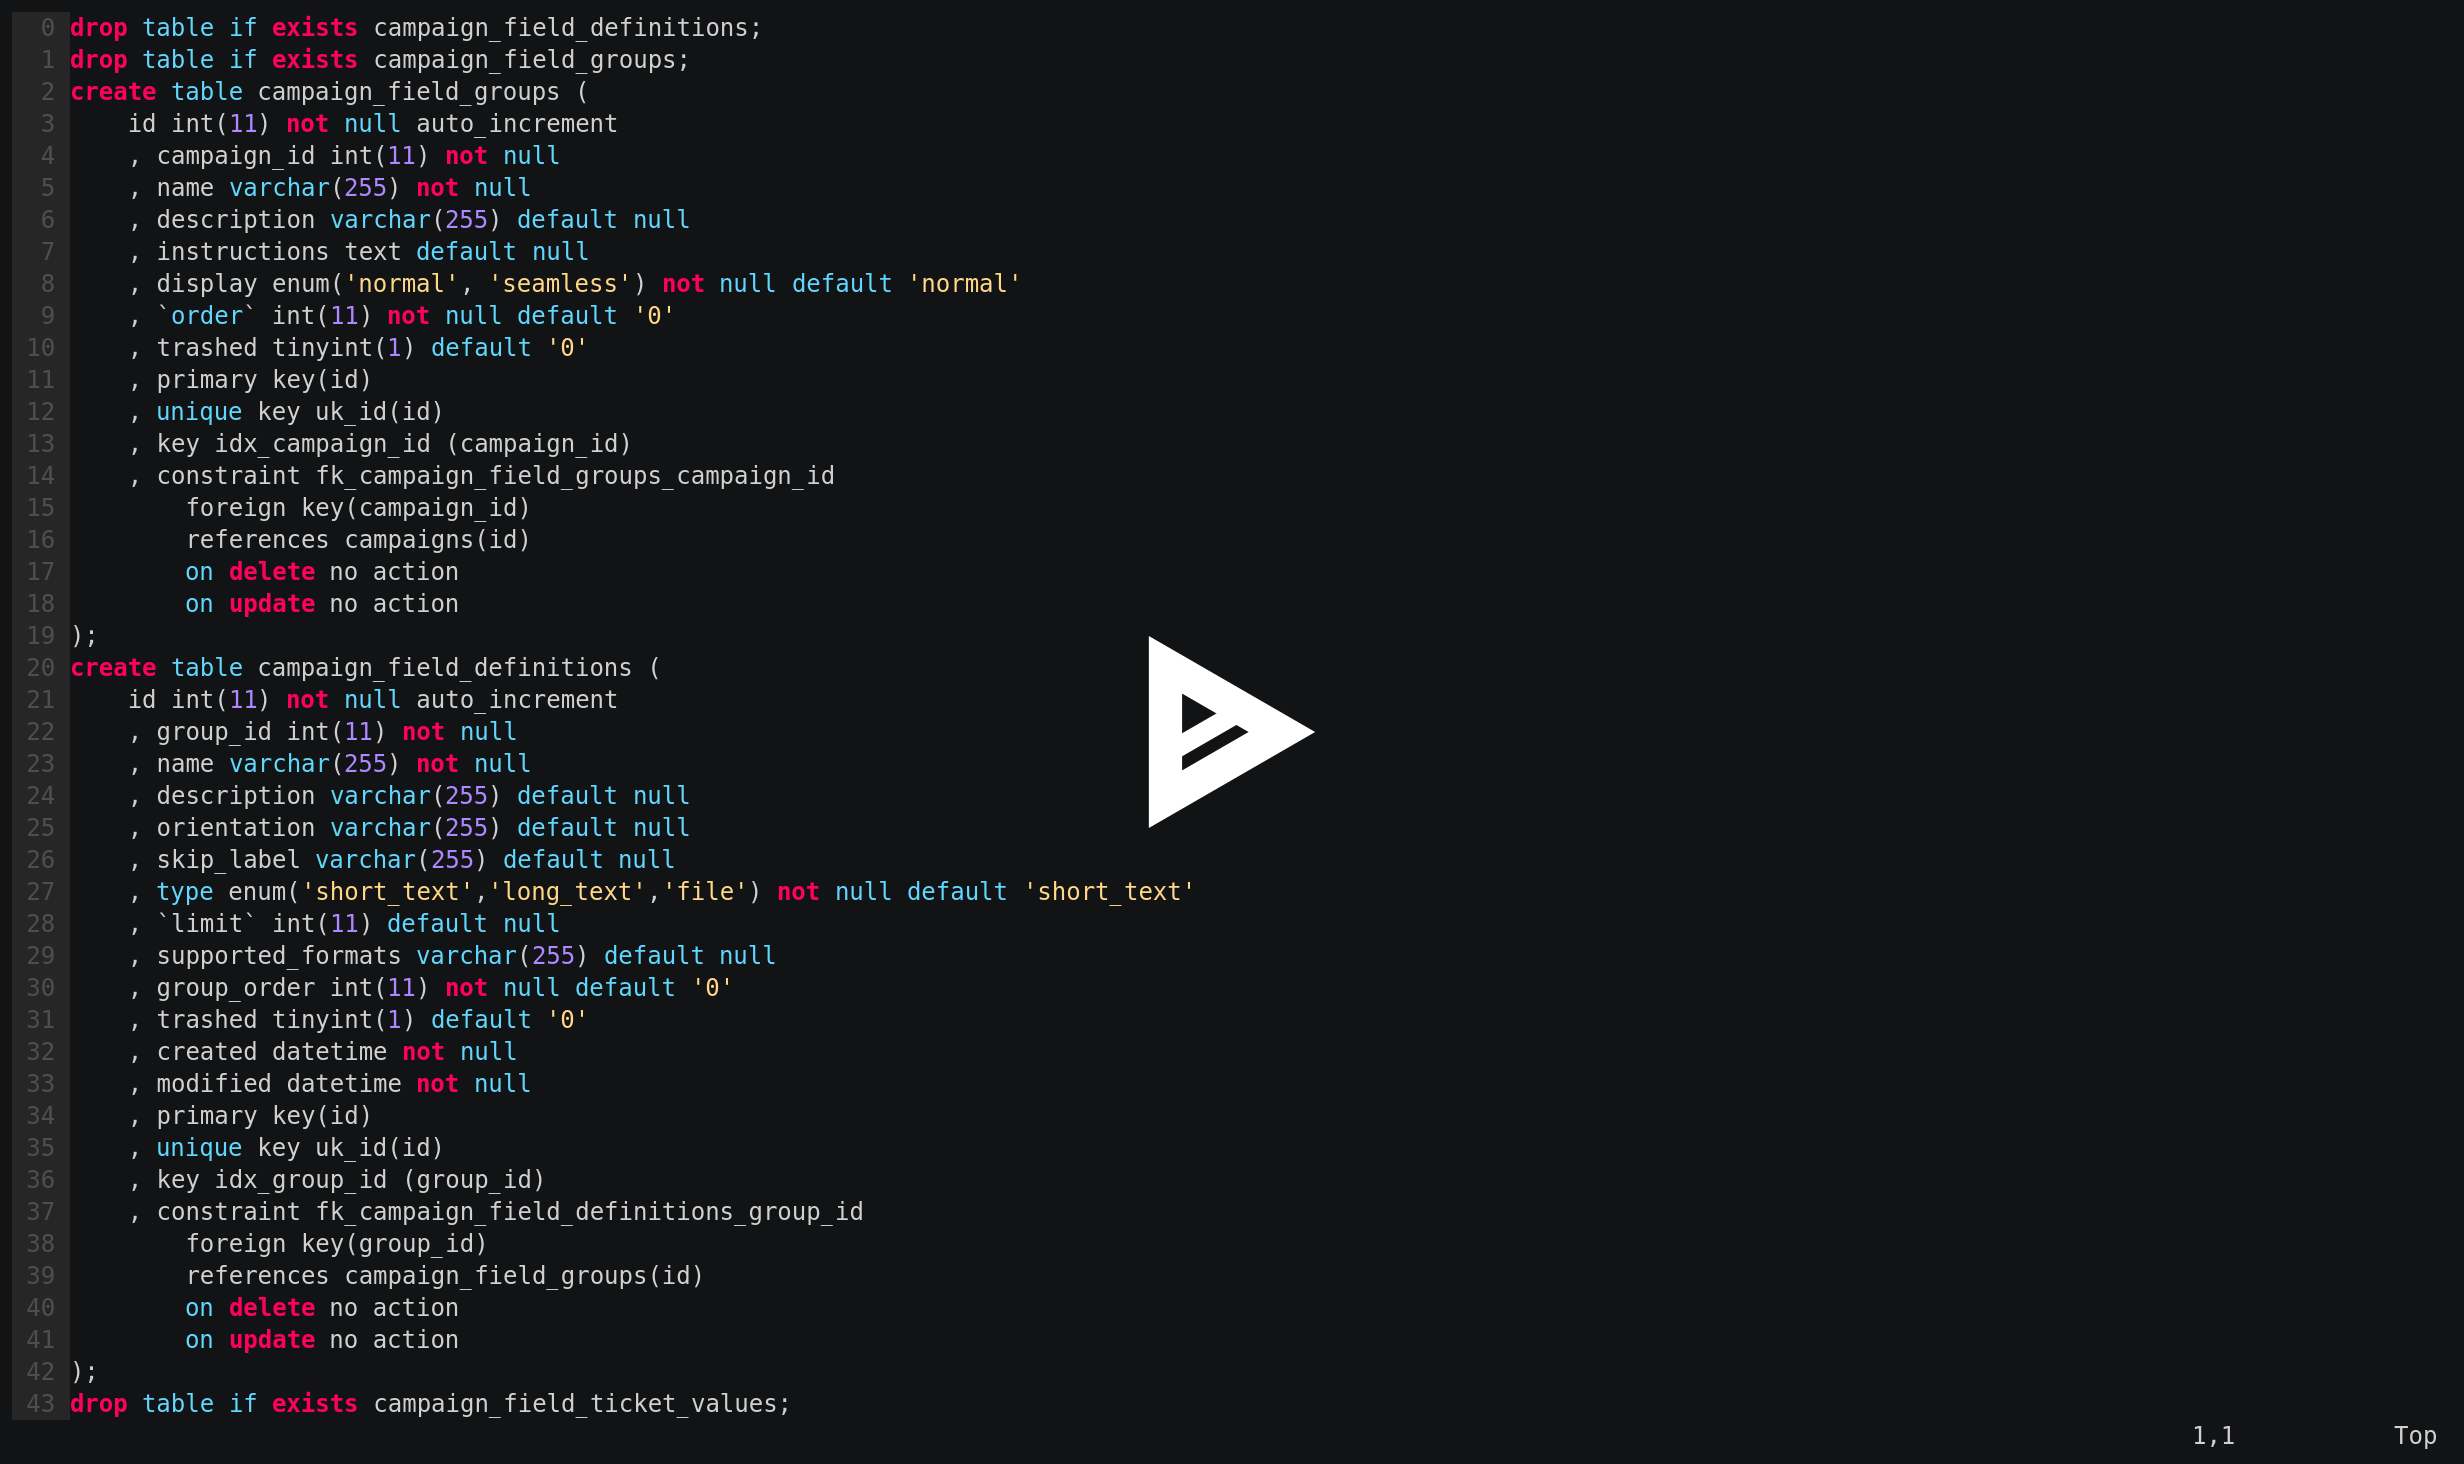 0 drop table if exists campaign_field_definitions;
1 drop table if exists campaign_field_groups;
2 create table campaign_field_groups (
3     id int(11) not null auto_increment
4     , campaign_id int(11) not null
5     , name varchar(255) not null
6     , description varchar(255) default null
7     , instructions text default null
8     , display enum('normal', 'seamless') not null default 'normal'
9     , `order` int(11) not null default '0'
10     , trashed tinyint(1) default '0'
11     , primary key(id)
12     , unique key uk_id(id)
13     , key idx_campaign_id (campaign_id)
14     , constraint fk_campaign_field_groups_campaign_id
15         foreign key(campaign_id)
16         references campaigns(id)
17         on delete no action
18         on update no action
19 );
20 create table campaign_field_definitions (
21     id int(11) not null auto_increment
22     , group_id int(11) not null
23     , name varchar(255) not null
24     , description varchar(255) default null
25     , orientation varchar(255) default null
26     , skip_label varchar(255) default null
27     , type enum('short_text','long_text','file') not null default 'short_text'
28     , `limit` int(11) default null
29     , supported_formats varchar(255) default null
30     , group_order int(11) not null default '0'
31     , trashed tinyint(1) default '0'
32     , created datetime not null
33     , modified datetime not null
34     , primary key(id)
35     , unique key uk_id(id)
36     , key idx_group_id (group_id)
37     , constraint fk_campaign_field_definitions_group_id
38         foreign key(group_id)
39         references campaign_field_groups(id)
40         on delete no action
41         on update no action
42 );
43 drop table if exists campaign_field_ticket_values;
1,1 Top